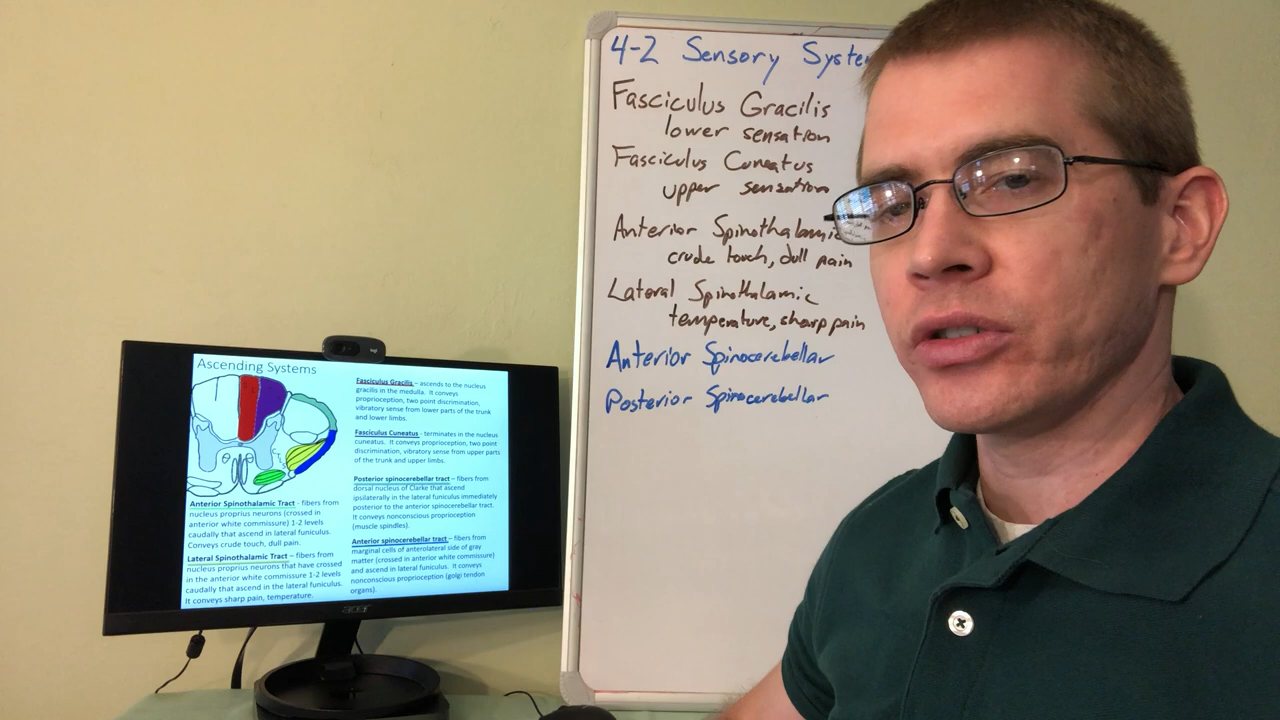 4-2 Sensory System
Fasciculus Gracilis
lower sensation
Fasciculus Cuneatus
upper sensation
Anterior Spinothalamic
crude touch, dull pain
Lateral Spinothalamic
temperature, sharp pain
Anterior Spinocerebellar
Posterior Spinocerebellar
Ascending Systems
Fasciculus Gracilis – ascends to the nucleus
gracilis in the medulla. It conveys
proprioception, two point discrimination,
vibratory sense from lower parts of the trunk
and lower limbs.
Fasciculus Cuneatus - terminates in the nucleus
cuneatus. It conveys proprioception, two point
discrimination, vibratory sense from upper parts
of the trunk and upper limbs.
Posterior spinocerebellar tract – fibers from
dorsal nucleus of Clarke that ascend
ipsilaterally in the lateral funiculus immediately
posterior to the anterior spinocerebellar tract.
It conveys nonconscious proprioception
(muscle spindles).
Anterior spinocerebellar tract – fibers from
marginal cells of anterolateral side of gray
matter (crossed in anterior white commissure)
and ascend in lateral funiculus. It conveys
nonconscious proprioception (golgi tendon
organs).
Anterior Spinothalamic Tract - fibers from
nucleus proprius neurons (crossed in
anterior white commissure) 1-2 levels
caudally that ascend in lateral funiculus.
Conveys crude touch, dull pain.
Lateral Spinothalamic Tract – fibers from
nucleus proprius neurons that have crossed
in the anterior white commissure 1-2 levels
caudally that ascend in the lateral funiculus.
It conveys sharp pain, temperature.
acer
logi